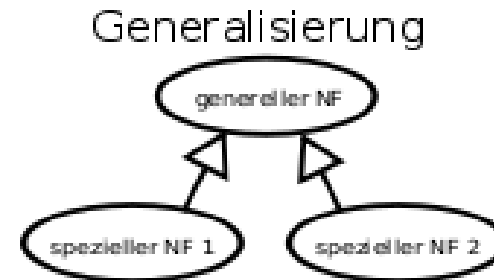 Generalisierung
genereller NF
spezieller NF 1
spezieller NF 2